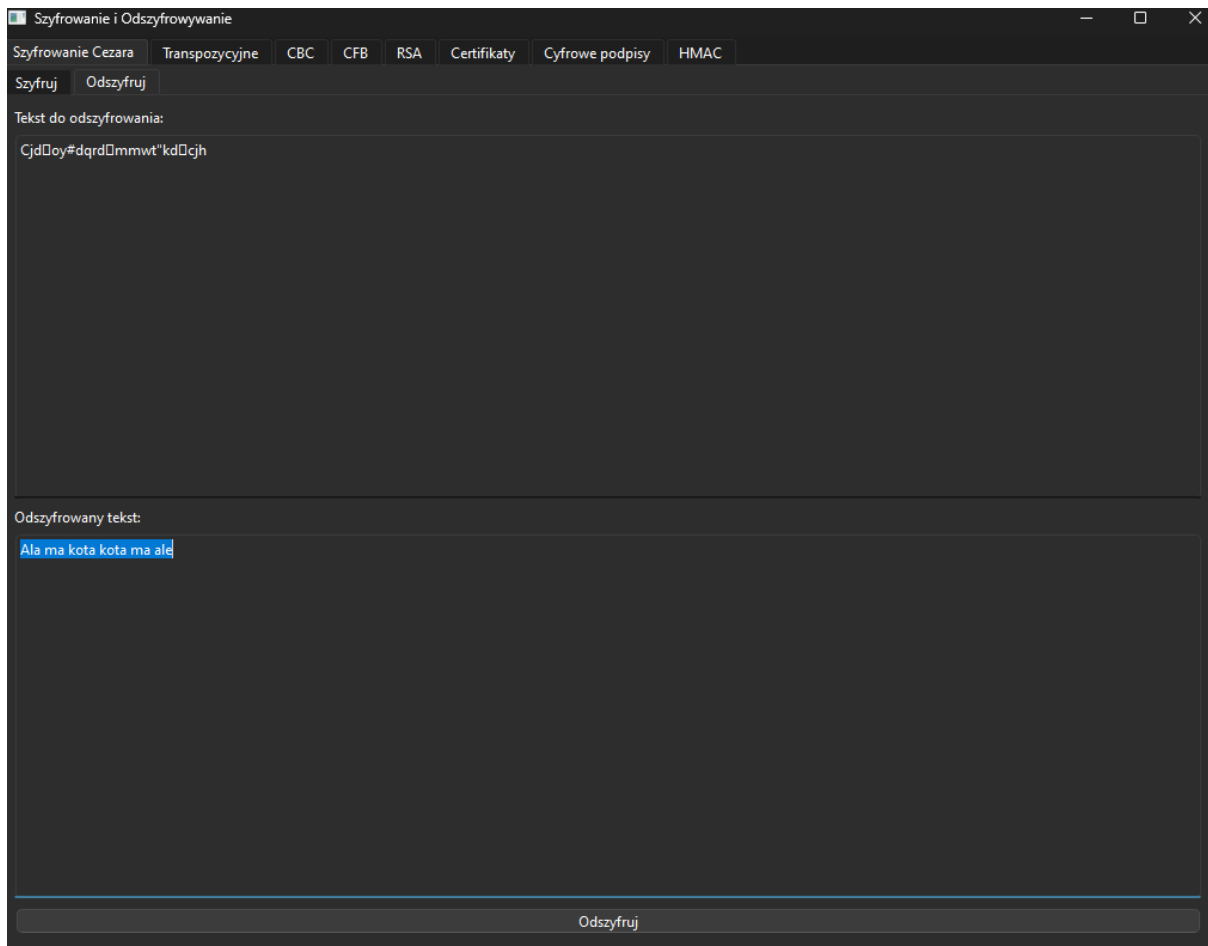 Szyfrowanie i Odszyfrowywanie
Szyfrowanie Cezara Transpozycyjne CBC CFB RSA Certifikaty Cyfrowe podpisy HMAC
Szyfruj Odszyfruj
Tekst do odszyfrowania:
Cjd▯oy#dqrd▯mmwt"kd▯cjh
Odszyfrowany tekst:
Ala ma kota kota ma ale
Odszyfruj